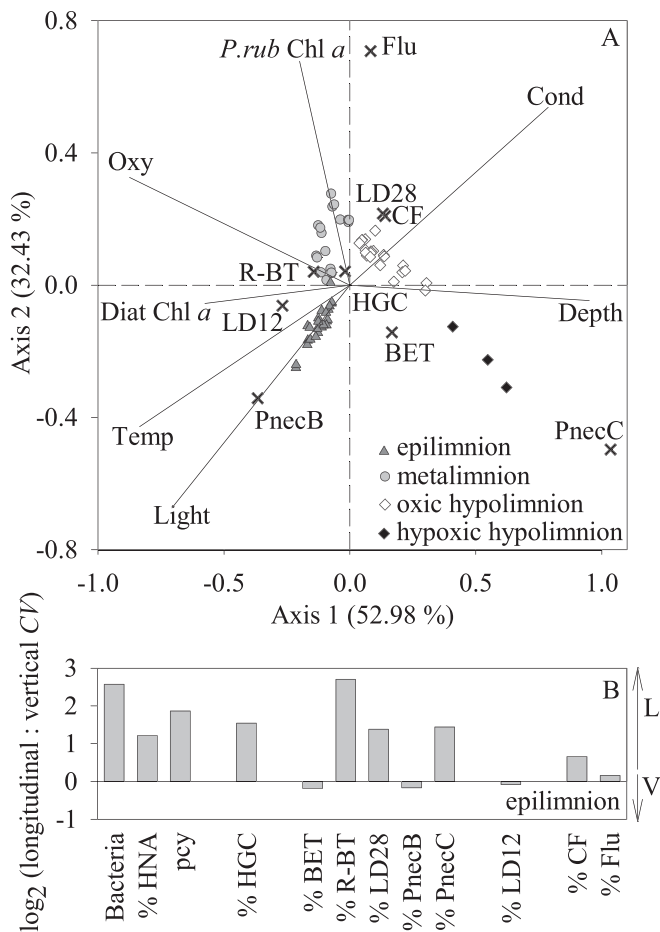 A
0.8
0.4
0.0
-0.4
-0.8
Axis 2 (32.43 %)
P.rub Chl a
Flu
Cond
Oxy
LD28
CF
R-BT
HGC
Diat Chl a
LD12
Depth
BET
PnecB
PnecC
Temp
Light
epilimnion
metalimnion
oxic hypolimnion
hypoxic hypolimnion
-1.0 -0.5 0.0 0.5 1.0
Axis 1 (52.98 %)
log2 (longitudinal : vertical CV)
3
2
1
0
-1
B
L
V
epilimnion
Bacteria
% HNA
pcy
% HGC
% BET
% R-BT
% LD28
% PnecB
% PnecC
% LD12
% CF
% Flu